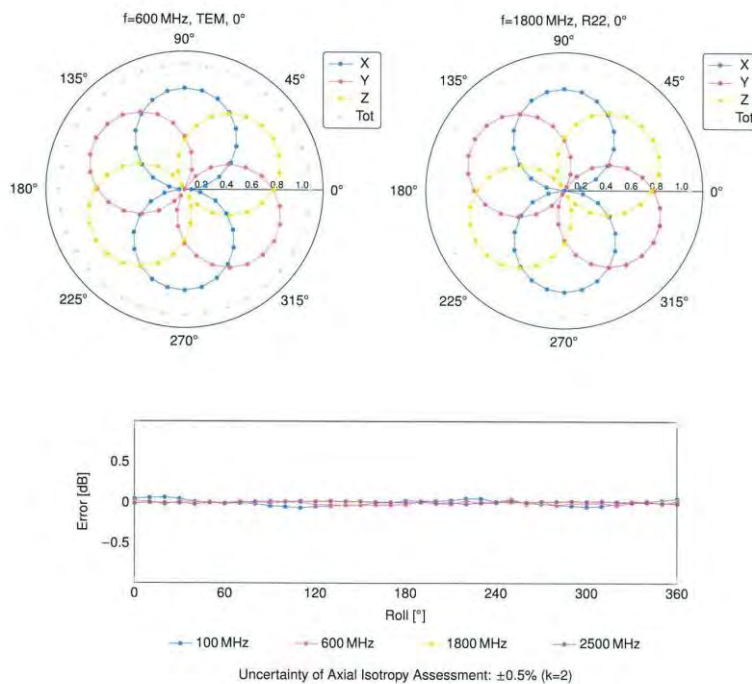 f=600 MHz, TEM, 0°
90°
135°
45°
X
Y
Z
Tot
180°
0.2 0.4 0.6 0.8 1.0
0°
225°
315°
270°
f=1800 MHz, R22, 0°
90°
135°
45°
X
Y
Z
Tot
180°
0.2 0.4 0.6 0.8 1.0
0°
225°
315°
270°
0.5
0
−0.5
Error [dB]
0 60 120 180 240 300 360
Roll [°]
100 MHz 600 MHz 1800 MHz 2500 MHz
Uncertainty of Axial Isotropy Assessment: ±0.5% (k=2)